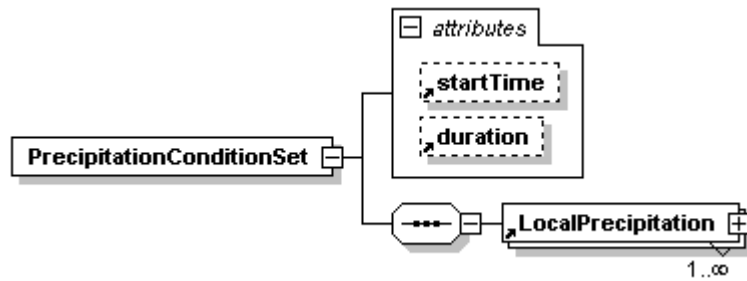 attributes
startTime
duration
PrecipitationConditionSet
LocalPrecipitation
1..∞